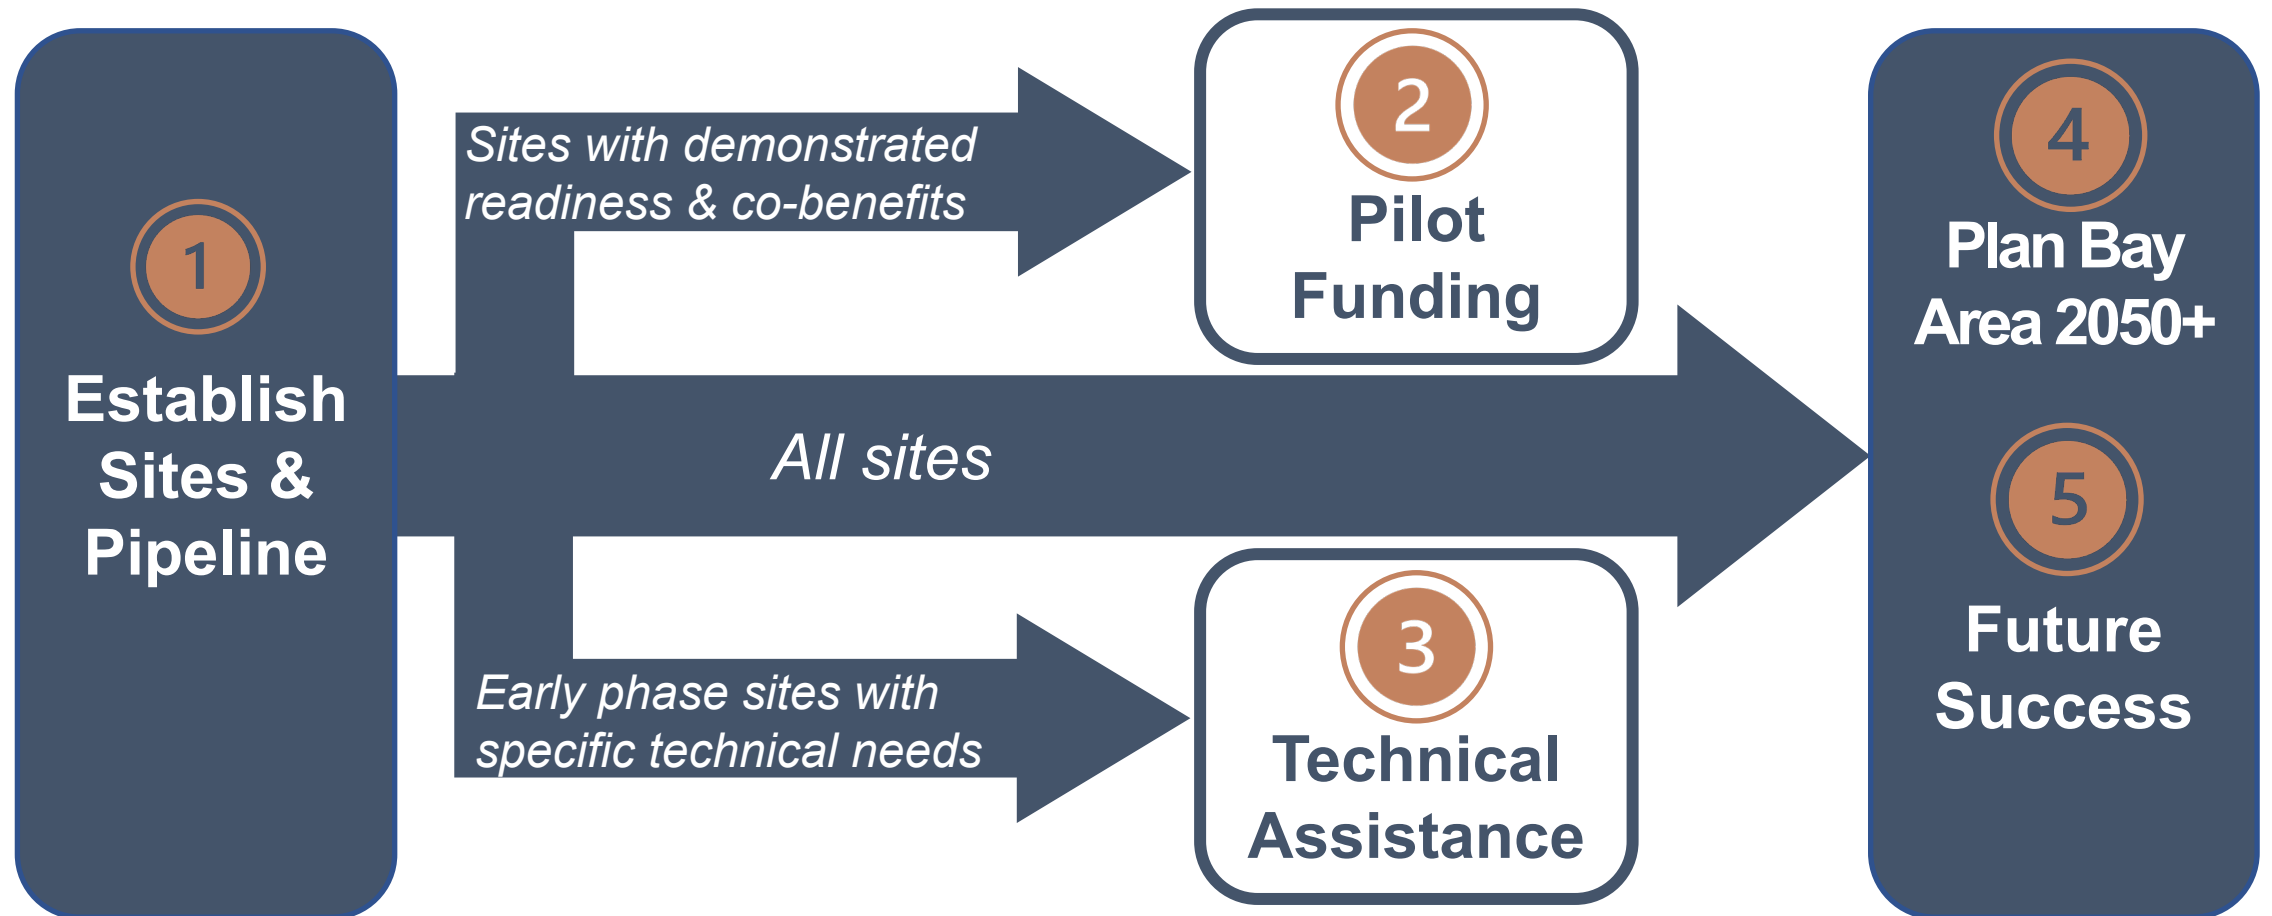 1
Establish
Sites &
Pipeline
Sites with demonstrated
readiness & co-benefits
All sites
Early phase sites with
specific technical needs
2
Pilot
Funding
3
Technical
Assistance
4
Plan Bay
Area 2050+
5
Future
Success